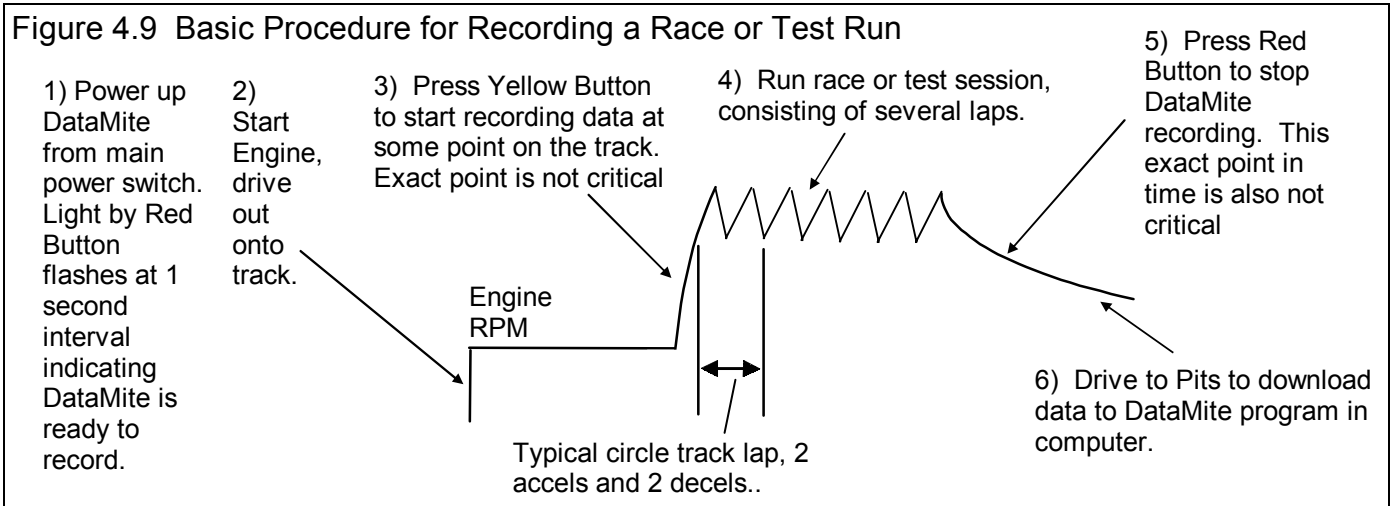 Figure 4.9  Basic Procedure for Recording a Race or Test Run
1) Power up
DataMite
from main
power switch.
Light by Red
Button
flashes at 1
second
interval
indicating
DataMite is
ready to
record.
2)
Start
Engine,
drive
out
onto
track.
3)  Press Yellow Button
to start recording data at
some point on the track.
Exact point is not critical
4)  Run race or test session,
consisting of several laps.
5)  Press Red
Button to stop
DataMite
recording.  This
exact point in
time is also not
critical
Engine
RPM
Typical circle track lap, 2
accels and 2 decels..
6)  Drive to Pits to download
data to DataMite program in
computer.